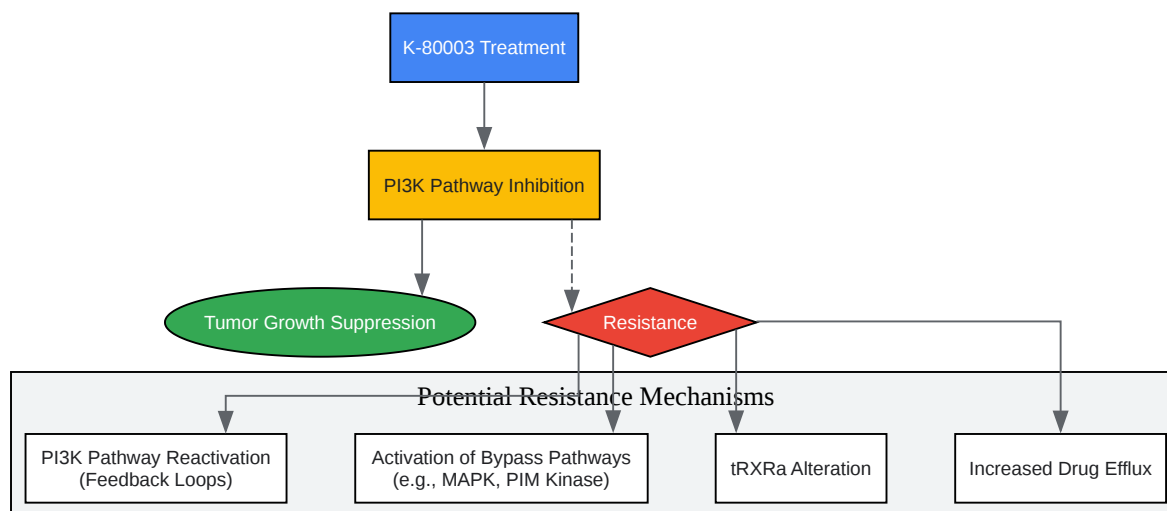 K-80003 Treatment
PI3K Pathway Inhibition
Tumor Growth Suppression
Resistance
Potential Resistance Mechanisms
PI3K Pathway Reactivation
(Feedback Loops)
Activation of Bypass Pathways
(e.g., MAPK, PIM Kinase)
tRXRa Alteration
Increased Drug Efflux